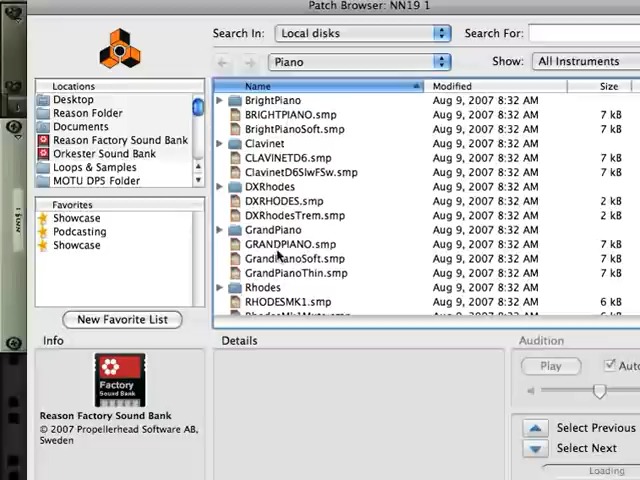 Patch Browser: NN19 1
Search In: Local disks Search For:
Piano Show: All Instruments
Locations
Desktop
Reason Folder
Documents
Reason Factory Sound Bank
Orkester Sound Bank
Loops & Samples
MOTU DP5 Folder
Favorites
Showcase
Podcasting
Showcase
New Favorite List
Name Modified Size
BrightPiano Aug 9, 2007 8:32 AM
BRIGHTPIANO.smp Aug 9, 2007 8:32 AM 7 kB
BrightPianoSoft.smp Aug 9, 2007 8:32 AM 7 kB
Clavinet Aug 9, 2007 8:32 AM
CLAVINETD6.smp Aug 9, 2007 8:32 AM 7 kB
ClavinetD6SlwFSw.smp Aug 9, 2007 8:32 AM 7 kB
DXRhodes Aug 9, 2007 8:32 AM
DXRHODES.smp Aug 9, 2007 8:32 AM 2 kB
DXRhodesTrem.smp Aug 9, 2007 8:32 AM 2 kB
GrandPiano Aug 9, 2007 8:32 AM
GRANDPIANO.smp Aug 9, 2007 8:32 AM 7 kB
GrandPianoSoft.smp Aug 9, 2007 8:32 AM 7 kB
GrandPianoThin.smp Aug 9, 2007 8:32 AM 7 kB
Rhodes Aug 9, 2007 8:32 AM
RHODESMK1.smp Aug 9, 2007 8:32 AM 6 kB
Info
Factory
Sound Bank
Reason Factory Sound Bank
© 2007 Propellerhead Software AB,
Sweden
Details
Audition
Play Auto
Select Previous
Select Next
Loading